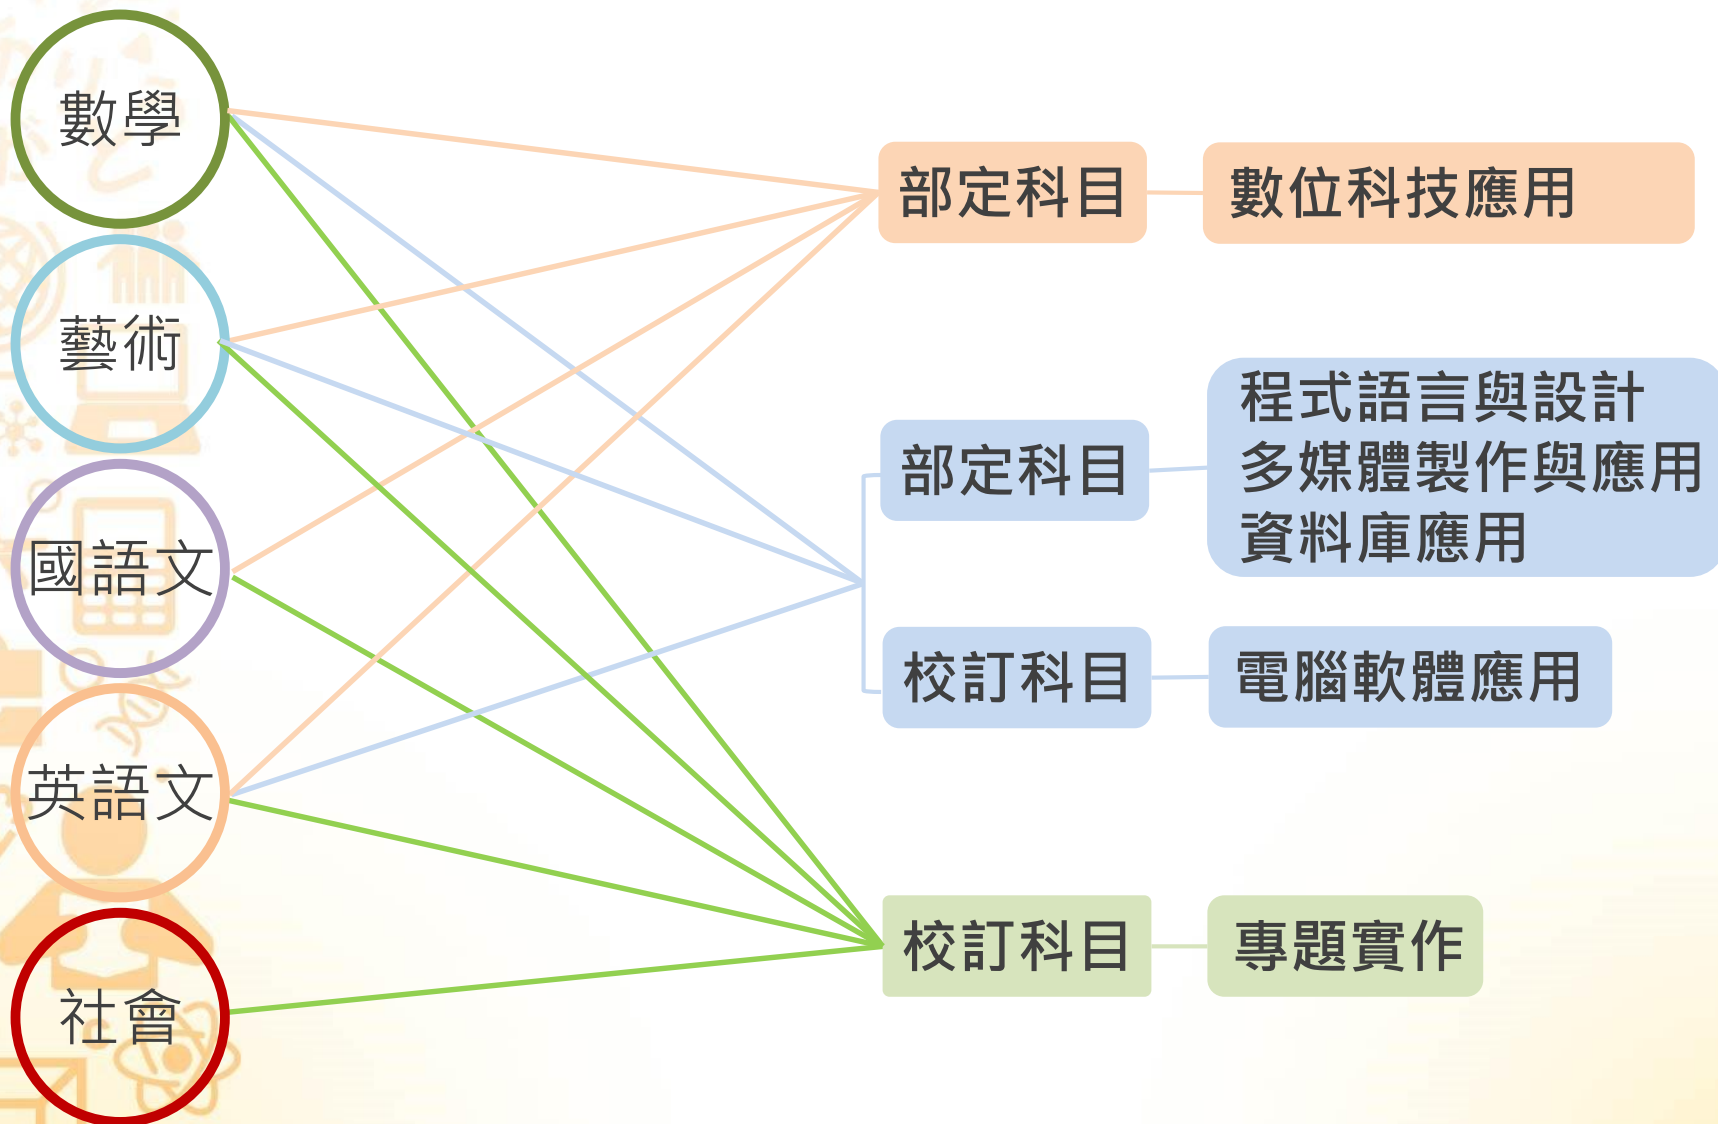 數學
藝術
國語文
英語文
社會
部定科目
數位科技應用
部定科目
程式語言與設計
多媒體製作與應用
資料庫應用
校訂科目
電腦軟體應用
校訂科目
專題實作